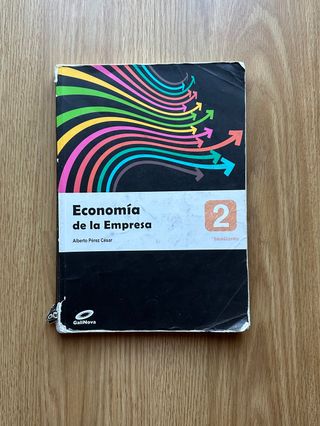 Economía
de la Empresa
2
Alberto Pérez César
Bachillerato
GaliNova